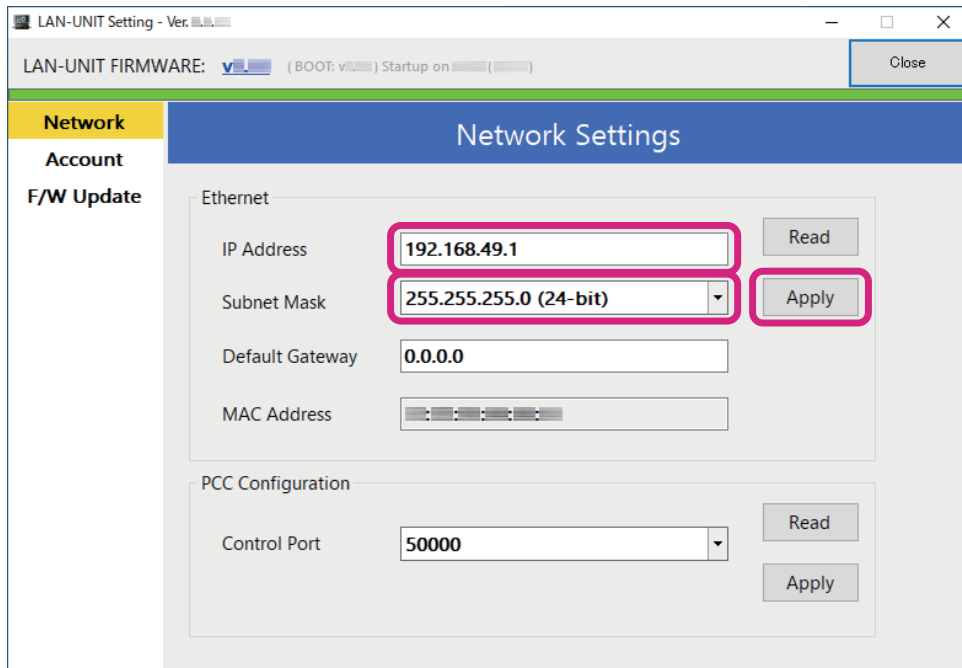 LAN-UNIT Setting - Ver.
LAN-UNIT FIRMWARE: v (BOOT: v ) Startup on ( )
Close
Network
Account
F/W Update
Network Settings
Ethernet
IP Address
192.168.49.1
Read
Subnet Mask
255.255.255.0 (24-bit)
Apply
Default Gateway
0.0.0.0
MAC Address
PCC Configuration
Read
Control Port
50000
Apply